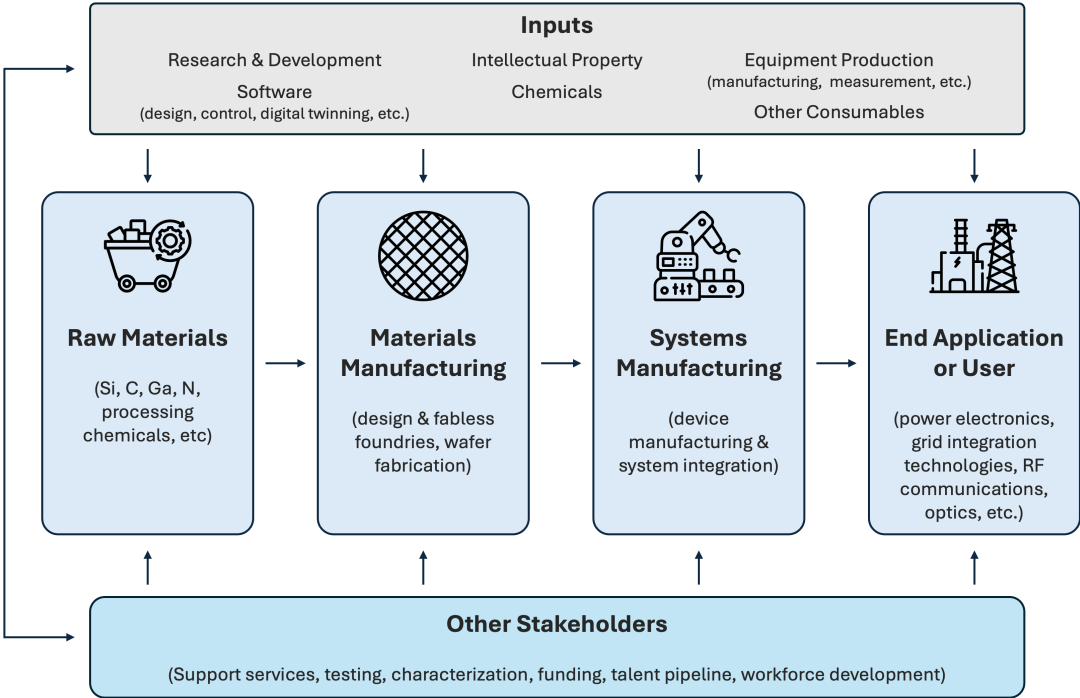 Inputs
Research & Development
Intellectual Property
Equipment Production
(manufacturing, measurement, etc.)
Software
(design, control, digital twinning, etc.)
Chemicals
Other Consumables
Raw Materials
(Si, C, Ga, N,
processing
chemicals, etc)
Materials
Manufacturing
(design & fabless
foundries, wafer
fabrication)
Systems
Manufacturing
(device
manufacturing &
system integration)
End Application
or User
(power electronics,
grid integration
technologies, RF
communications,
optics, etc.)
Other Stakeholders
(Support services, testing, characterization, funding, talent pipeline, workforce development)